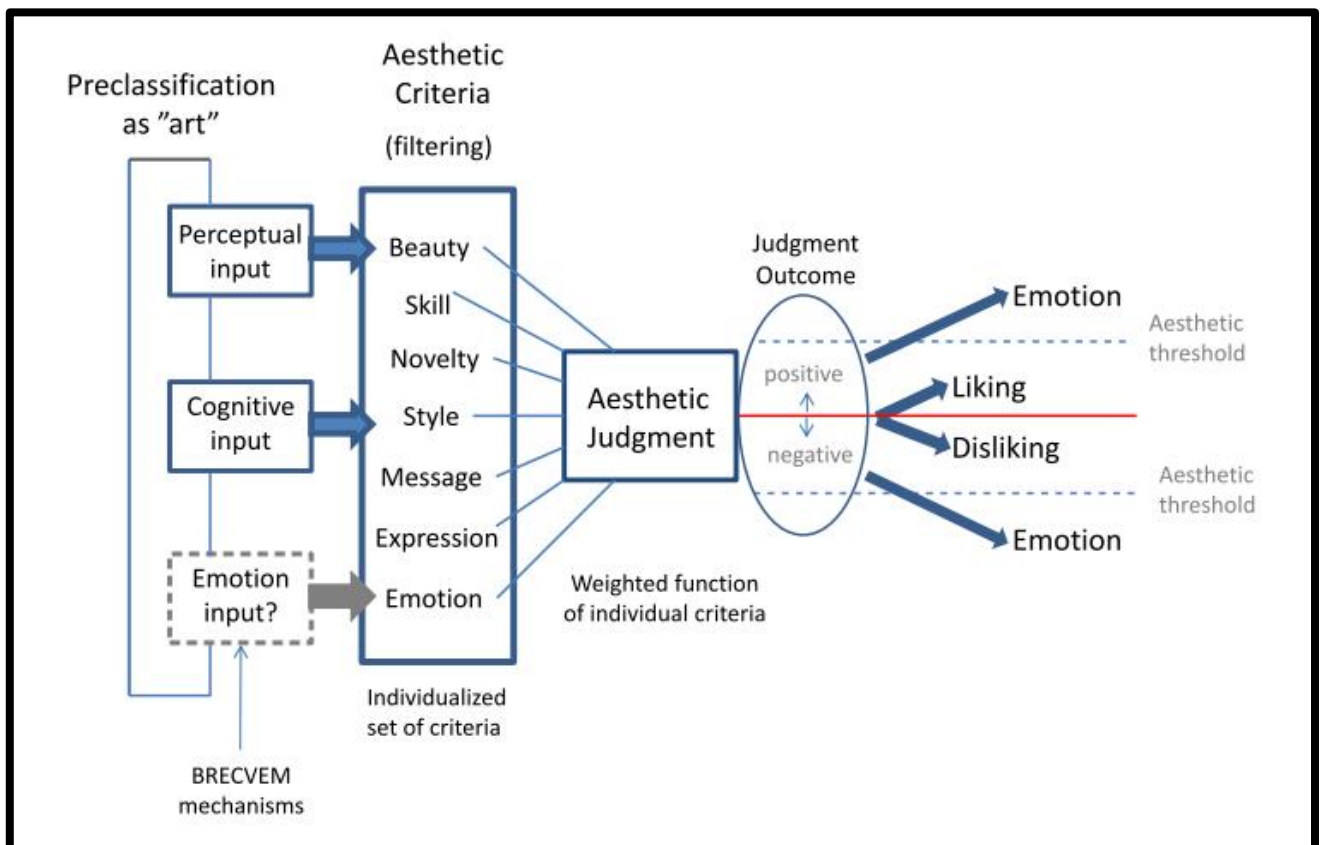 Preclassification
as ”art”
Aesthetic
Criteria
(filtering)
Perceptual
input
Cognitive
input
Emotion
input?
BRECVEM
mechanisms
Beauty
Skill
Novelty
Style
Message
Expression
Emotion
Individualized
set of criteria
Aesthetic
Judgment
Weighted function
of individual criteria
Judgment
Outcome
positive
negative
Emotion
Aesthetic
threshold
Liking
Disliking
Aesthetic
threshold
Emotion